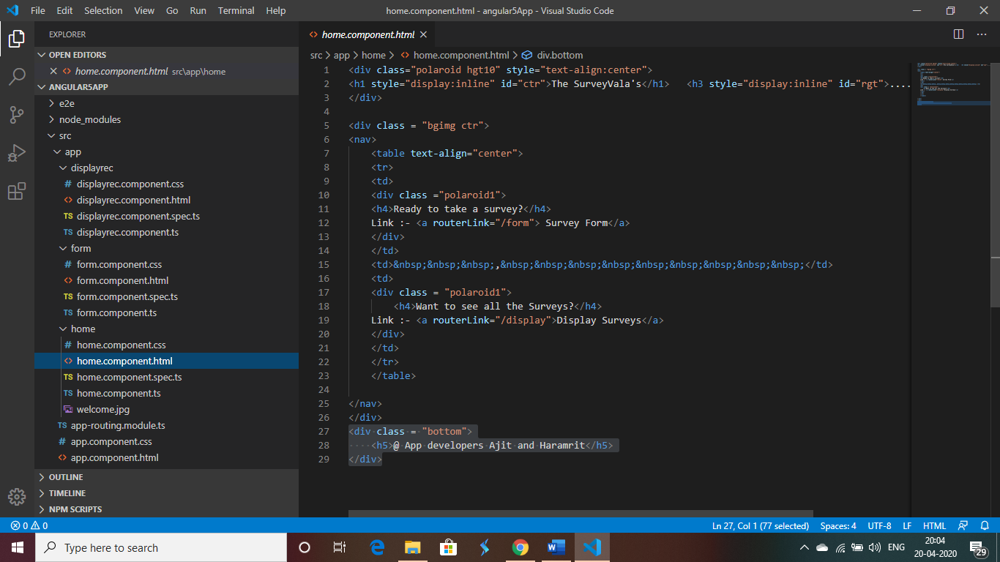 File Edit Selection View Go Run Terminal Help home.component.html - angular5App - Visual Studio Code
EXPLORER
OPEN EDITORS
home.component.html src\app\home
ANGULAR5APP
e2e
node_modules
src
app
displayrec
displayrec.component.css
displayrec.component.html
TS displayrec.component.spec.ts
TS displayrec.component.ts
form
form.component.css
form.component.html
TS form.component.spec.ts
TS form.component.ts
home
home.component.css
home.component.html
TS home.component.spec.ts
TS home.component.ts
welcome.jpg
TS app-routing.module.ts
# app.component.css
<> app.component.html
OUTLINE
TIMELINE
NPM SCRIPTS
<> home.component.html
src > app > home > <> home.component.html > div.bottom
1 <div class="polaroid hgt10" style="text-align:center">
2 <h1 style="display:inline" id="ctr">The SurveyVala's</h1> <h3 style="display:inline" id="rgt">....
3 </div>
4
5 <div class = "bgimg ctr">
6 <nav>
7 <table text-align="center">
8 <tr>
9 <td>
10 <div class ="polaroid1">
11 <h4>Ready to take a survey?</h4>
12 Link :- <a routerLink="/form"> Survey Form</a>
13 </div>
14 </td>
15 <td>&nbsp;&nbsp;&nbsp;,&nbsp;&nbsp;&nbsp;&nbsp;&nbsp;&nbsp;&nbsp;&nbsp;&nbsp;</td>
16 <td>
17 <div class = "polaroid1">
18 <h4>Want to see all the Surveys?</h4>
19 Link :- <a routerLink="/display">Display Surveys</a>
20 </div>
21 </td>
22 </tr>
23 </table>
24
25 </nav>
26 </div>
27 <div class = "bottom">
28 <h5>@ App developers Ajit and Haramrit</h5>
29 </div>
0 0 Ln 27, Col 1 (77 selected) Spaces: 4 UTF-8 LF HTML
Type here to search
ENG
20:04
20-04-2020
29